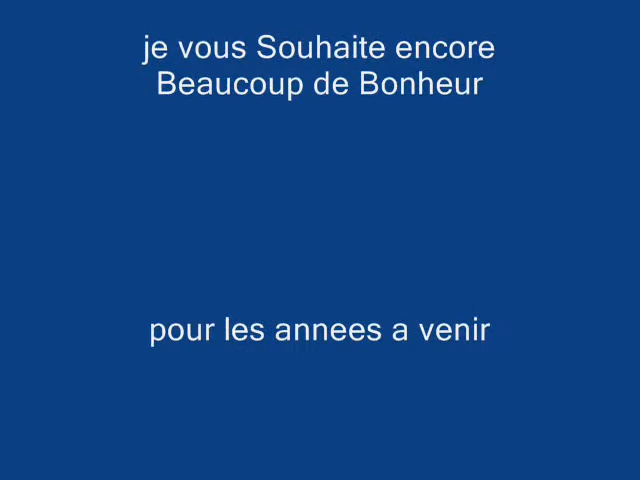 je vous Souhaite encore
Beaucoup de Bonheur
pour les annees a venir